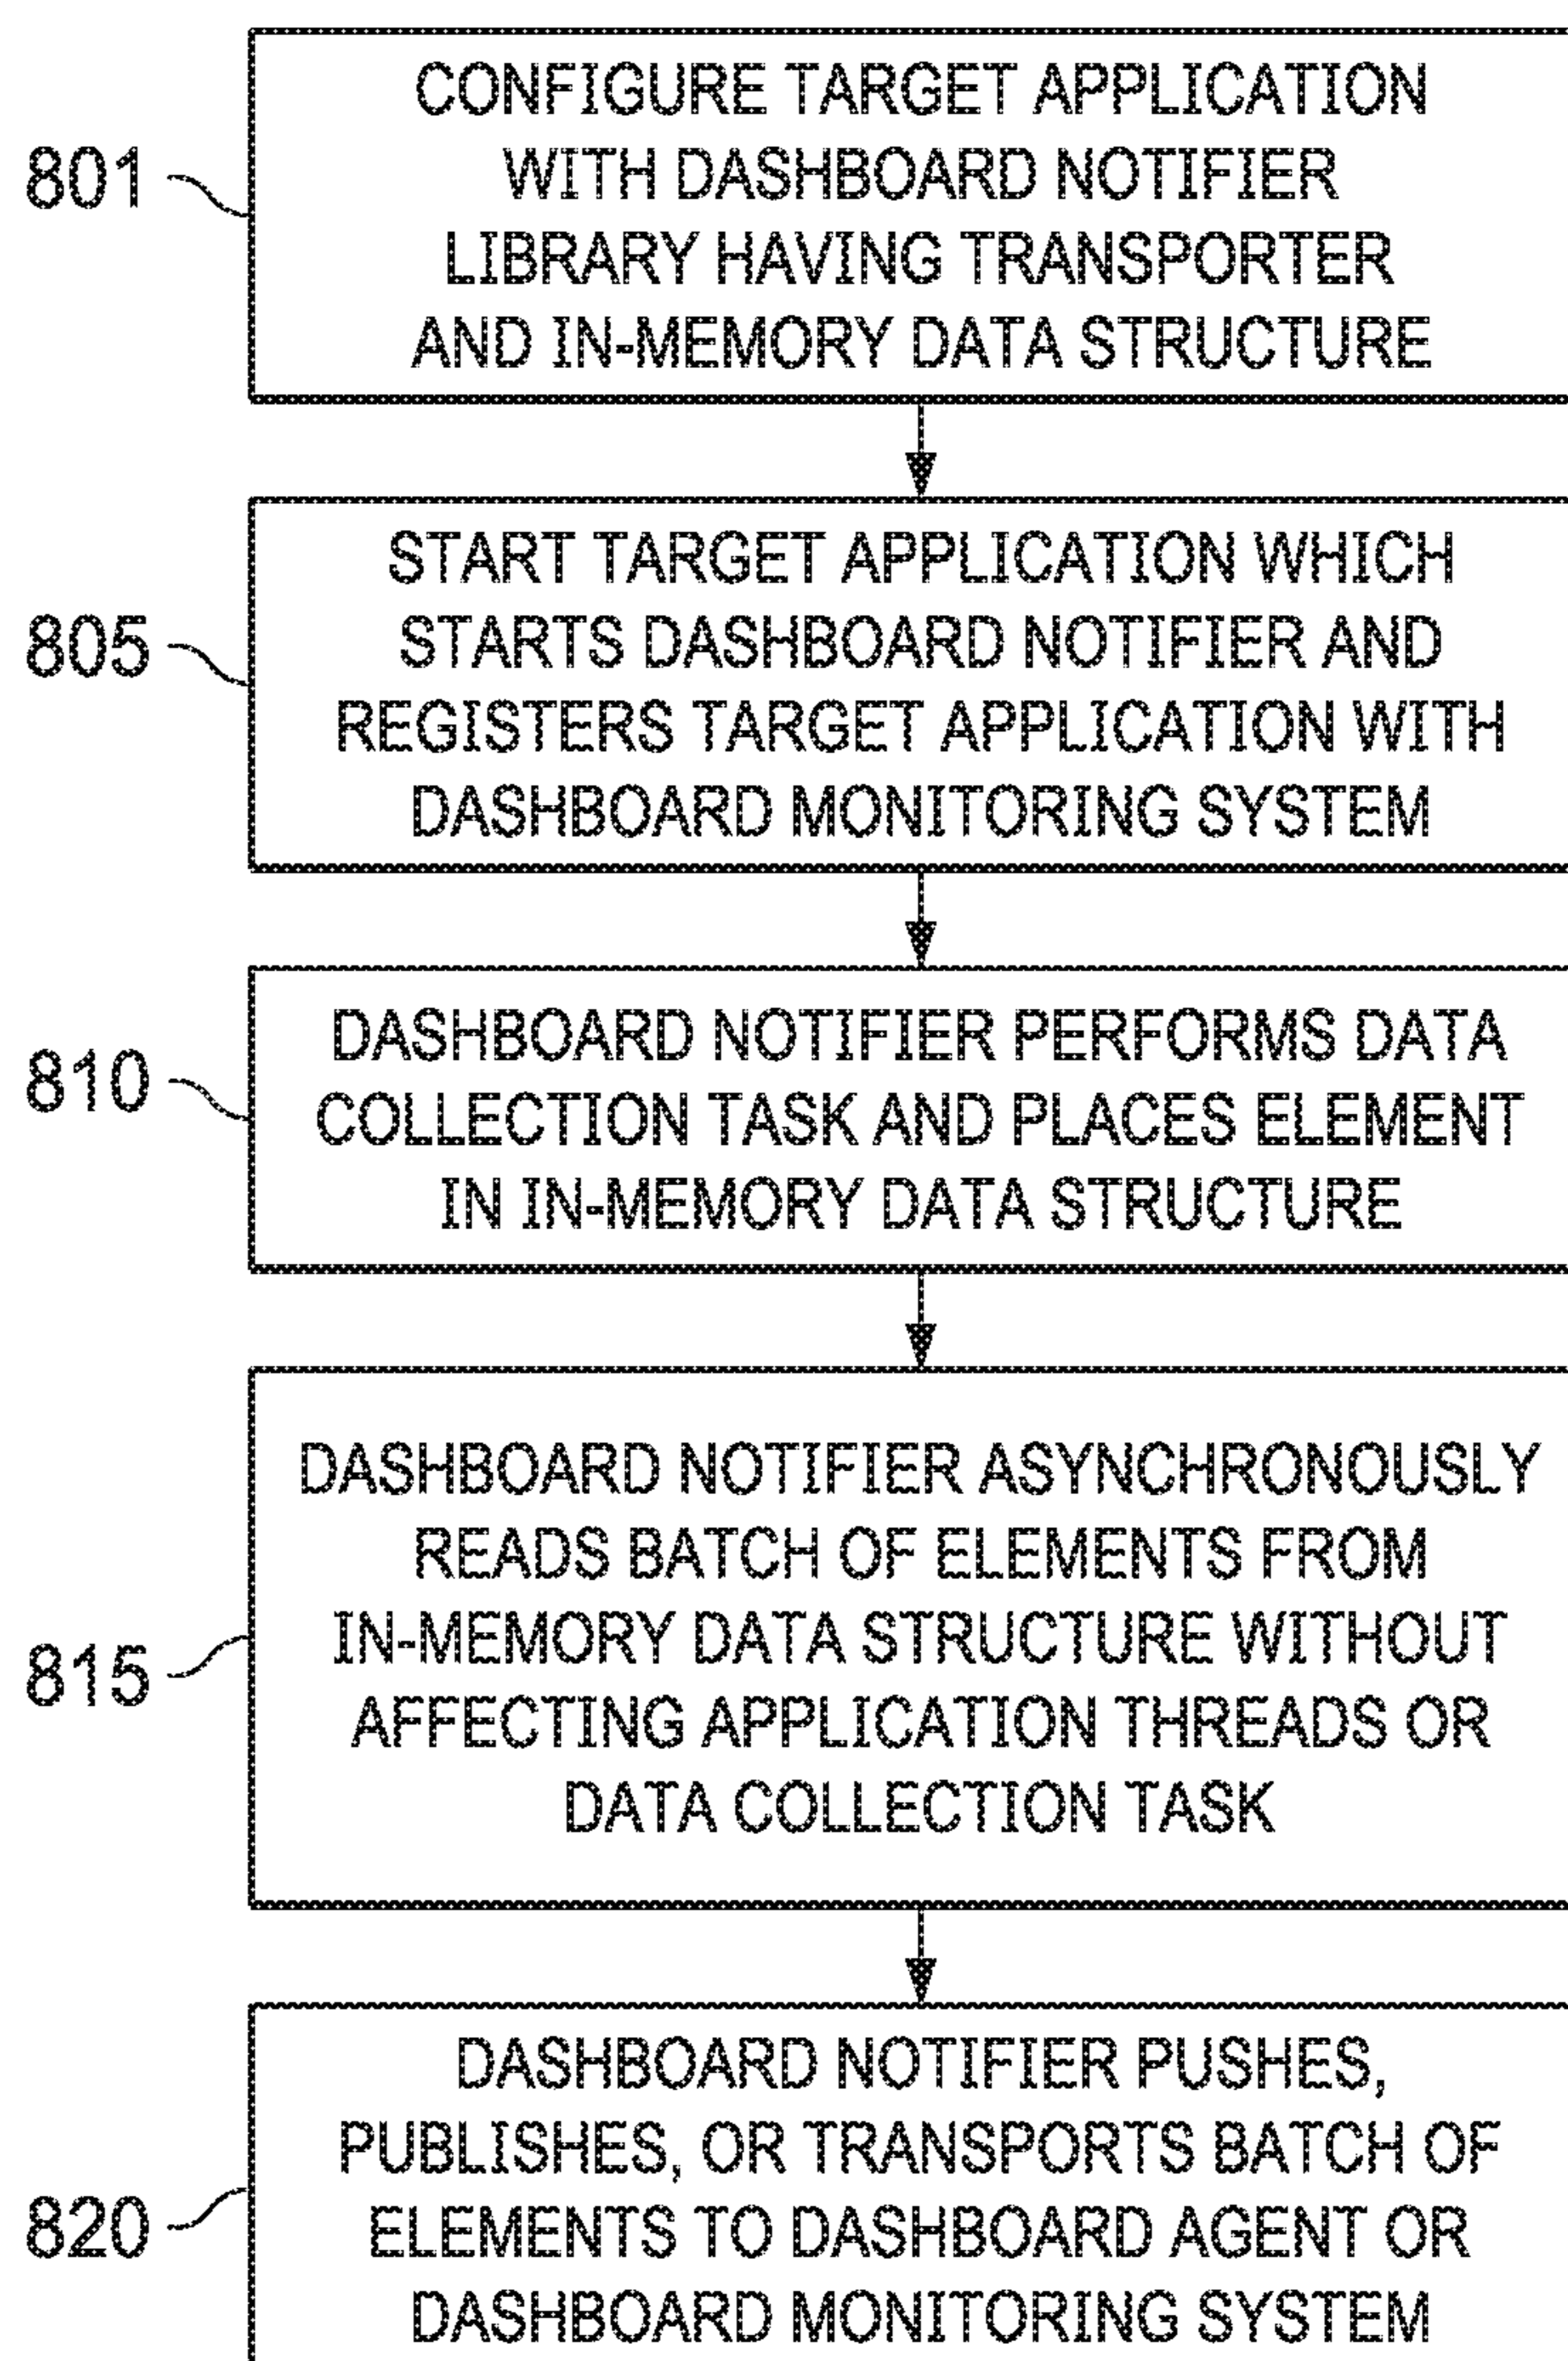 CONFIGURE TARGET APPLICATION
WITH DASHBOARD NOTIFIER
LIBRARY HAVING TRANSPORTER
AND IN-MEMORY DATA STRUCTURE
801
START TARGET APPLICATION WHICH
STARTS DASHBOARD NOTIFIER AND
REGISTERS TARGET APPLICATION WITH
DASHBOARD MONITORING SYSTEM
805
DASHBOARD NOTIFIER PERFORMS DATA
COLLECTION TASK AND PLACES ELEMENT
IN IN-MEMORY DATA STRUCTURE
810
DASHBOARD NOTIFIER ASYNCHRONOUSLY
READS BATCH OF ELEMENTS FROM
IN-MEMORY DATA STRUCTURE WITHOUT
AFFECTING APPLICATION THREADS OR
DATA COLLECTION TASK
815
DASHBOARD NOTIFIER PUSHES,
PUBLISHES, OR TRANSPORTS BATCH OF
ELEMENTS TO DASHBOARD AGENT OR
DASHBOARD MONITORING SYSTEM
820